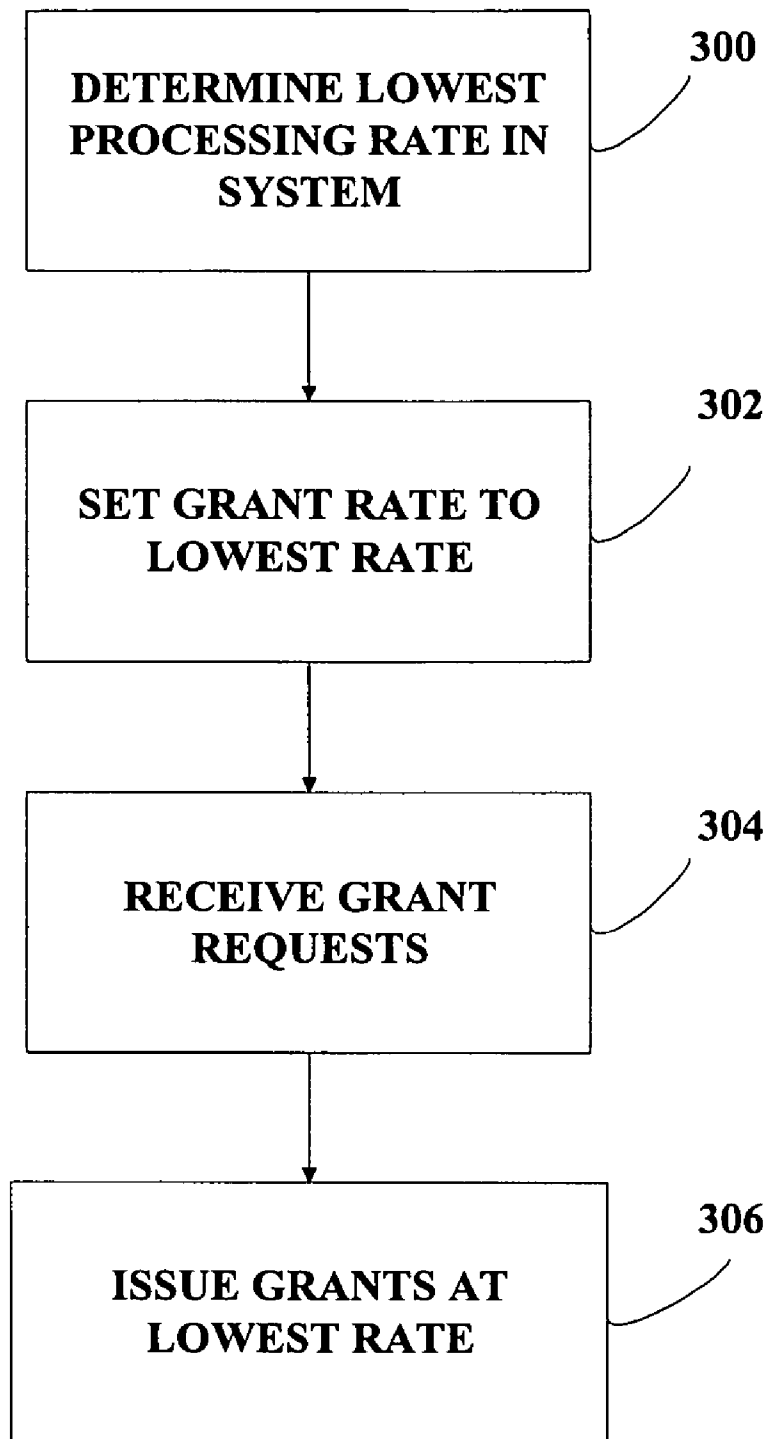 300
DETERMINE LOWEST
PROCESSING RATE IN
SYSTEM
302
SET GRANT RATE TO
LOWEST RATE
304
RECEIVE GRANT
REQUESTS
306
ISSUE GRANTS AT
LOWEST RATE